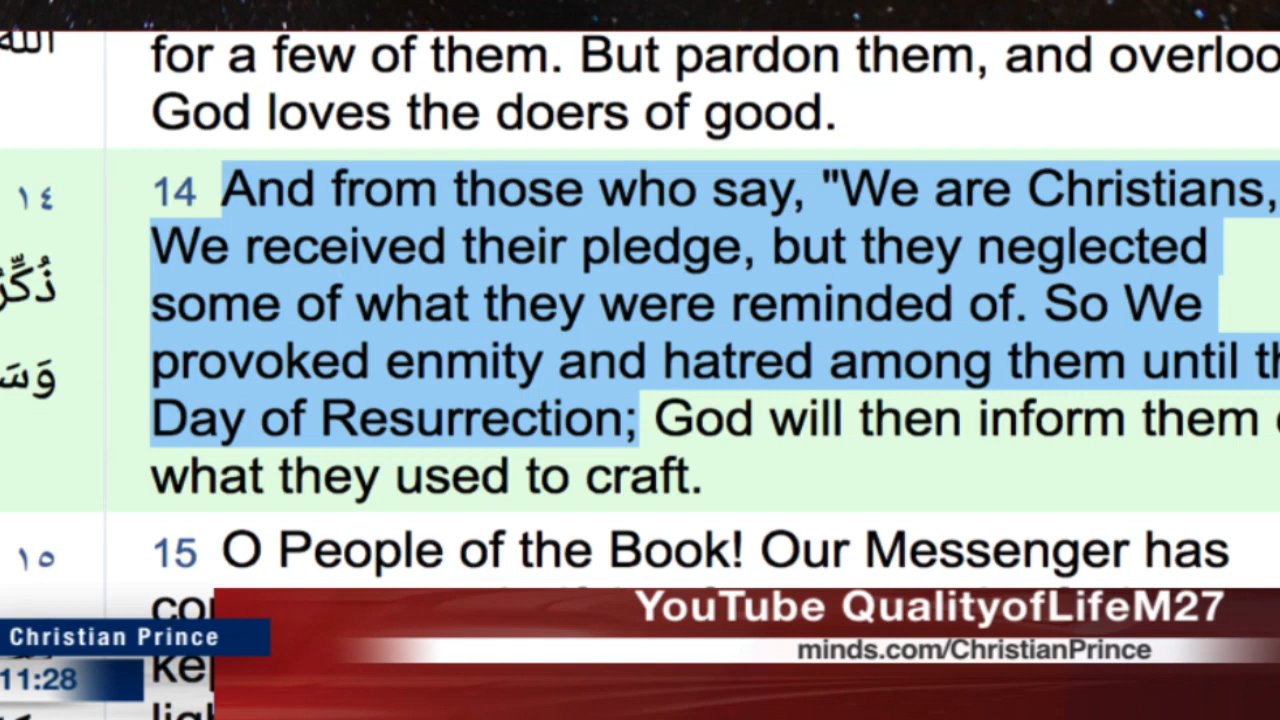 الله
for a few of them. But pardon them, and
God loves the doers of good.
١٤
14 And from those who say, "We are Christians,
We received their pledge, but they neglected
some of what they were reminded of. So We
provoked enmity and hatred among them until
Day of Resurrection; God will then inform them
what they used to craft.
١٥
15 O People of the Book! Our Messenger has
YouTube QualityofLifeM27
Christian Prince
minds.com/ChristianPrince
11:28